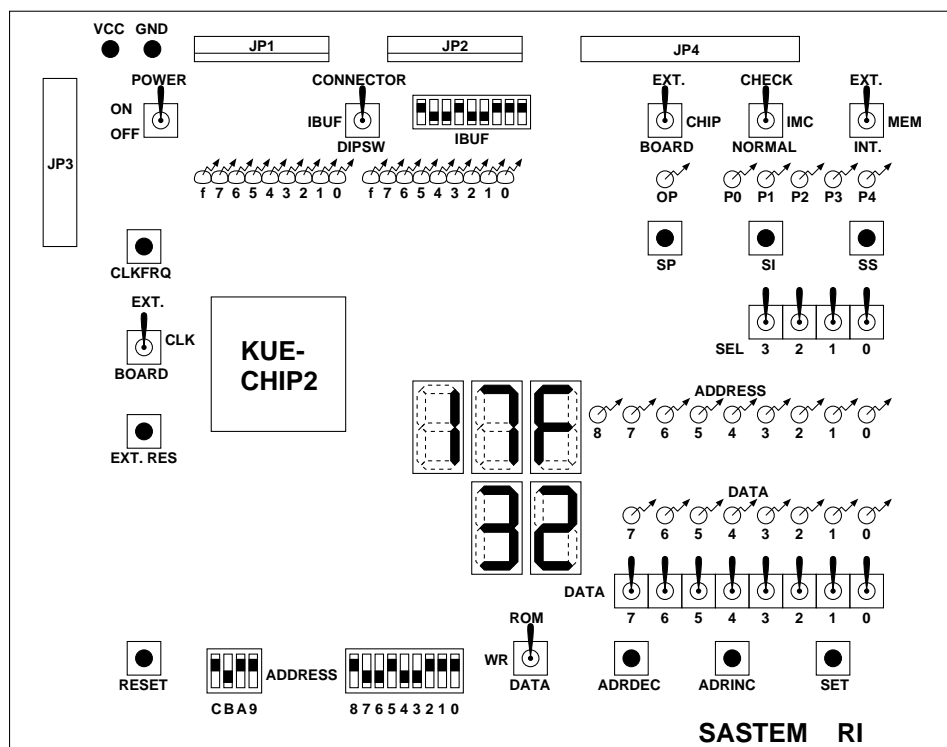 VCC GND
JP1 JP2 JP4
POWER CONNECTOR EXT. CHECK EXT.
ON
OFF IBUF IBUF CHIP IMC MEM
DIPSW BOARD NORMAL INT.
JP3
f 7 6 5 4 3 2 1 0 f 7 6 5 4 3 2 1 0 OP P0 P1 P2 P3 P4
CLKFRQ SP SI SS
EXT.
CLK
BOARD
KUE-
CHIP2
SEL 3 2 1 0
ADDRESS
17F 8 7 6 5 4 3 2 1 0
EXT. RES
DATA
32 7 6 5 4 3 2 1 0
DATA
7 6 5 4 3 2 1 0
ROM
WR
DATA
RESET ADDRESS ADRDEC ADRINC SET
C B A 9 8 7 6 5 4 3 2 1 0
SASTEM RI